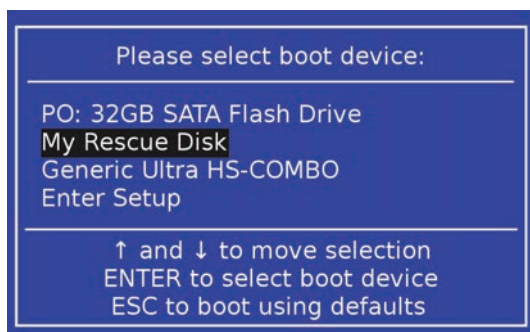 Please select boot device:
PO: 32GB SATA Flash Drive
My Rescue Disk
Generic Ultra HS-COMBO
Enter Setup
↑ and ↓ to move selection
ENTER to select boot device
ESC to boot using defaults